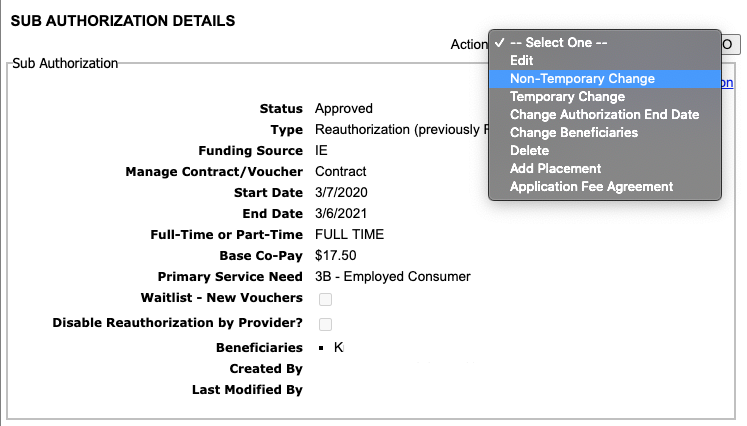 SUB AUTHORIZATION DETAILS
Action
✓ -- Select One --
Edit
Non-Temporary Change
Temporary Change
Change Authorization End Date
Change Beneficiaries
Delete
Add Placement
Application Fee Agreement
O
on
Sub Authorization
Status Approved
Type Reauthorization (previously
Funding Source IE
Manage Contract/Voucher Contract
Start Date 3/7/2020
End Date 3/6/2021
Full-Time or Part-Time FULL TIME
Base Co-Pay $17.50
Primary Service Need 3B - Employed Consumer
Waitlist - New Vouchers
Disable Reauthorization by Provider?
Beneficiaries ▪ K
Created By
Last Modified By